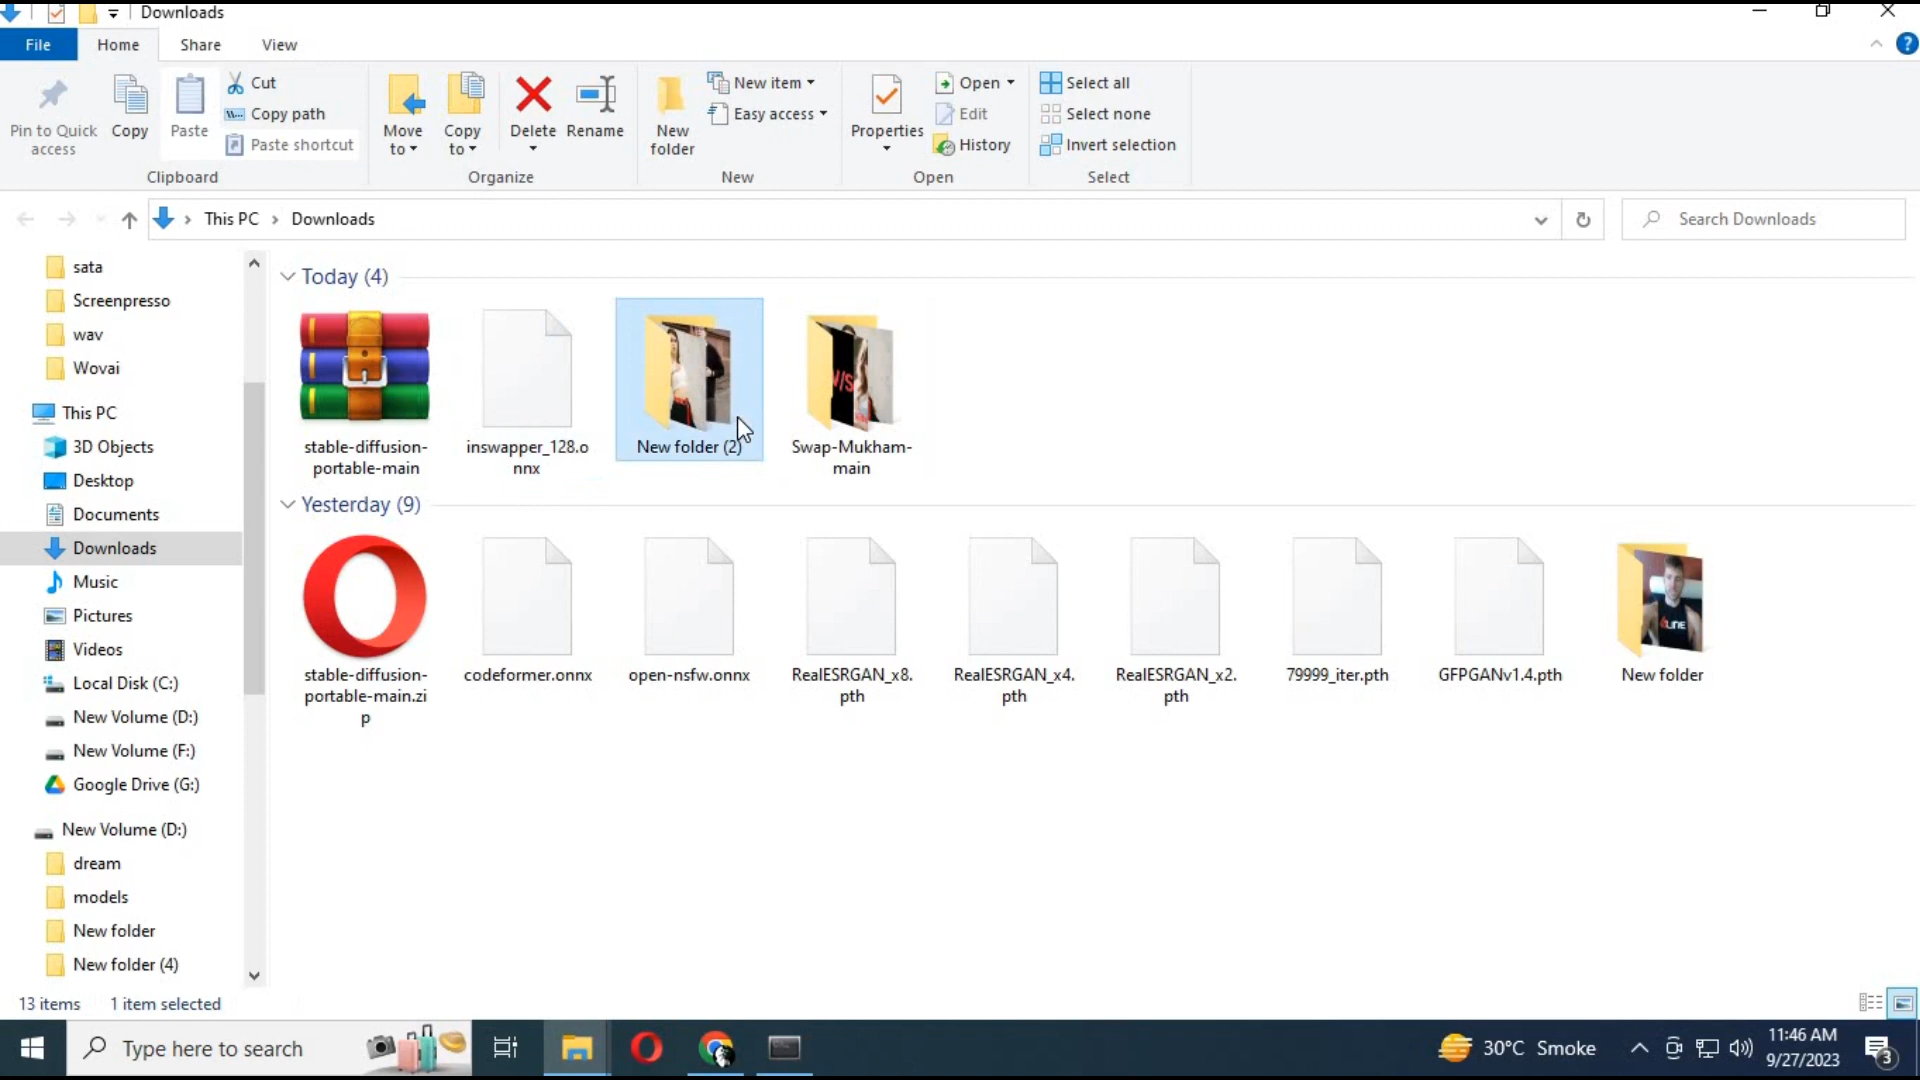 Downloads
File
Home
Share
View
Pin to Quick
access
Copy
Paste
Cut
Copy path
Paste shortcut
Clipboard
Move
to
Copy
to
Delete
Rename
Organize
New
folder
New item
Easy access
New
Properties
Open
Edit
History
Open
Select all
Select none
Invert selection
Select
This PC
Downloads
Search Downloads
sata
Screenpresso
wav
Wovai
This PC
3D Objects
Desktop
Documents
Downloads
Music
Pictures
Videos
Local Disk (C:)
New Volume (D:)
New Volume (F:)
Google Drive (G:)
New Volume (D:)
dream
models
New folder
New folder (4)
Today (4)
stable-diffusion-
portable-main
inswapper_128.o
nnx
New folder (2)
Swap-Mukham-
main
Yesterday (9)
stable-diffusion-
portable-main.zi
p
codeformer.onnx
open-nsfw.onnx
RealESRGAN_x8.
pth
RealESRGAN_x4.
pth
RealESRGAN_x2.
pth
79999_iter.pth
GFPGANv1.4.pth
New folder
13 items
1 item selected
Type here to search
30°C Smoke
11:46 AM
9/27/2023
3